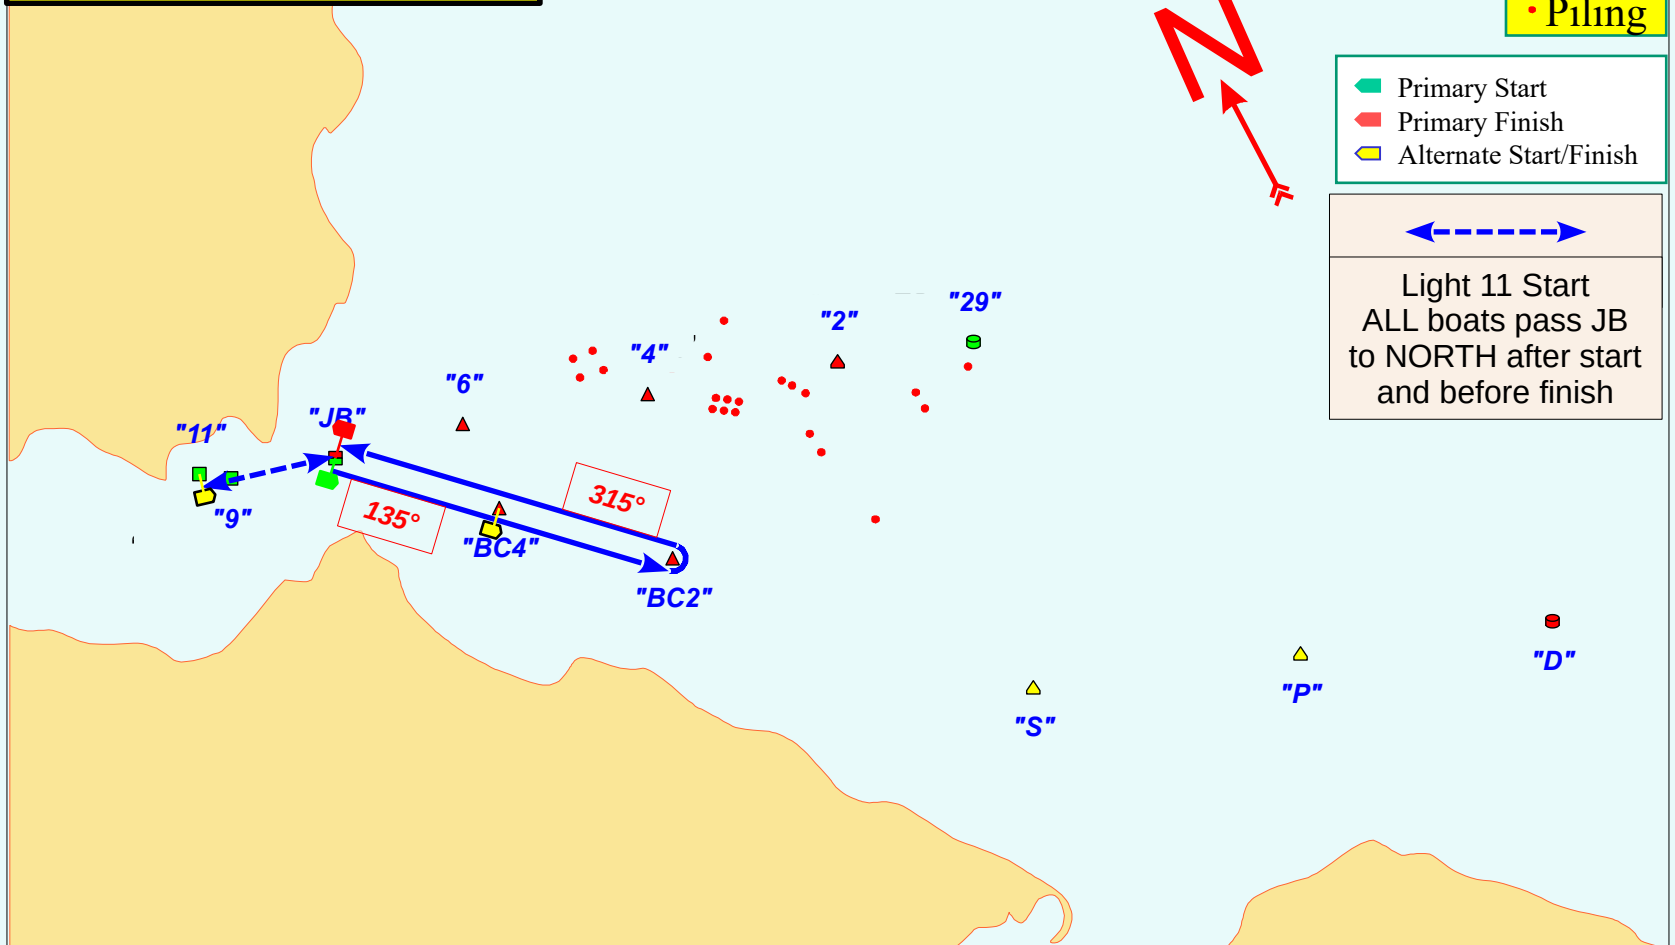 N
Piling
Primary Start
Primary Finish
Alternate Start/Finish
Light 11 Start
ALL boats pass JB
to NORTH after start
and before finish
"29"
"2"
"4"
"6"
"JB"
"11"
"9"
135°
315°
"BC4"
"BC2"
"D"
"P"
"S"